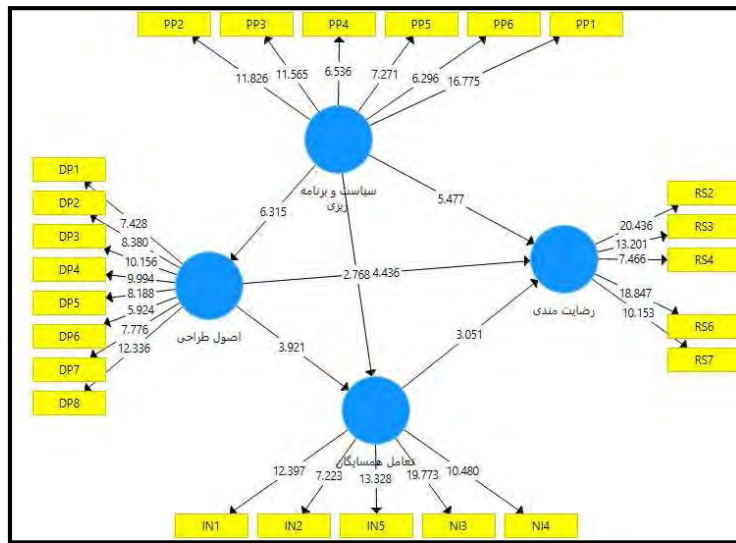 PP2 PP3 PP4 PP5 PP6 PP1
11.826 11.565 6.536 7.271 6.296 16.775
سیاست و برنامه
ریزی
DP1
DP2
DP3
DP4
DP5
DP6
DP7
DP8
7.428
8.380
10.156
9.994
8.188
5.924
7.776
12.336
اصول طراحی
6.315
5.477
2.768 4.436
3.921
3.051
RS2
RS3
RS4
RS6
RS7
20.436
13.201
7.466
18.847
10.153
رضایت مندی
تعامل همسایگان
12.397 7.223 13.328 19.773 10.480
IN1 IN2 IN5 NI3 NI4